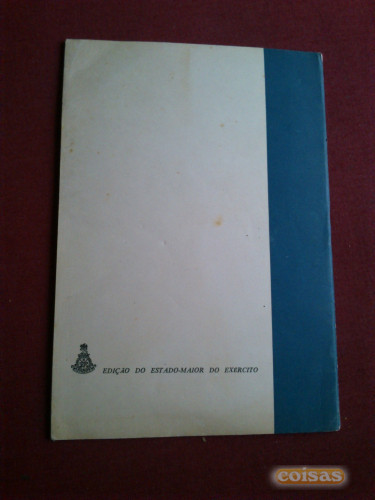 EDIÇÃO DO ESTADO-MAIOR DO EXERCITO
coisas